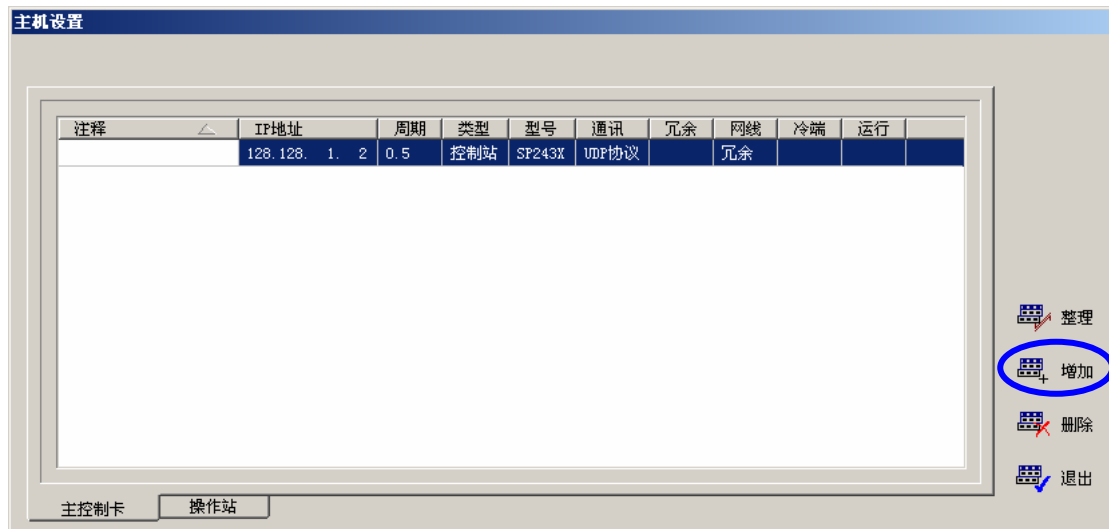 主机设置
注释 IP地址 周期 类型 型号 通讯 冗余 网线 冷端 运行
128.128. 1. 2 0.5 控制站 SP243X UDP协议 冗余
整理
增加
删除
退出
主控制卡 操作站